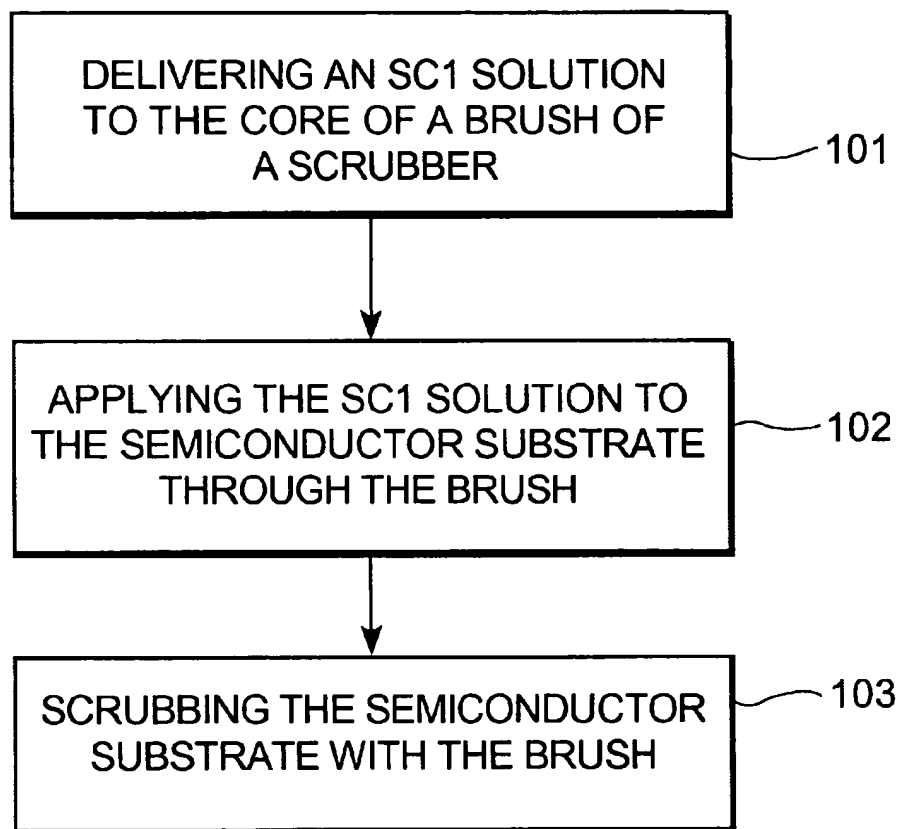 DELIVERING AN SC1 SOLUTION
TO THE CORE OF A BRUSH OF
A SCRUBBER
101
APPLYING THE SC1 SOLUTION TO
THE SEMICONDUCTOR SUBSTRATE
THROUGH THE BRUSH
102
SCRUBBING THE SEMICONDUCTOR
SUBSTRATE WITH THE BRUSH
103